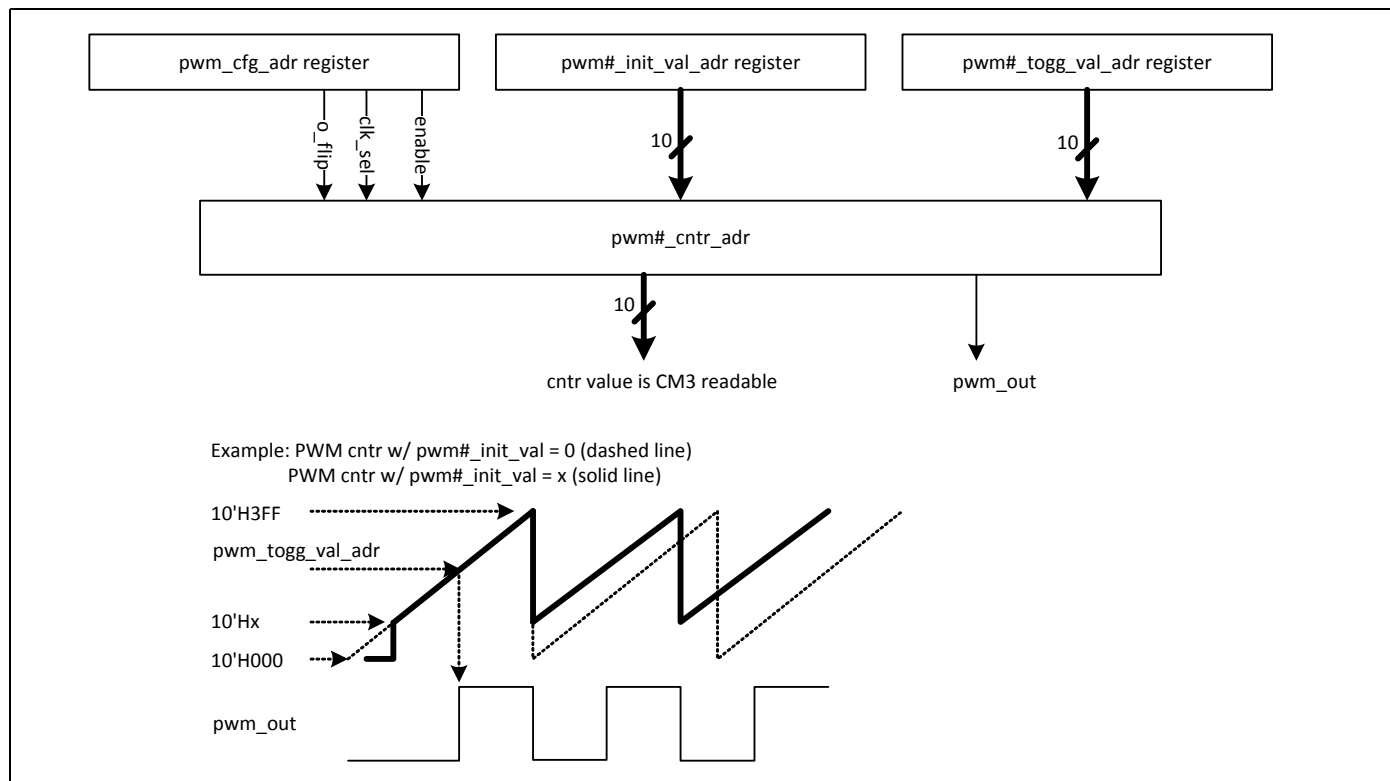 pwm_cfg_adr register
pwm#_init_val_adr register
pwm#_togg_val_adr register
o_flip
clk_sel
enable
10
10
pwm#_cntr_adr
10
cntr value is CM3 readable
pwm_out
Example: PWM cntr w/ pwm#_init_val = 0 (dashed line)
PWM cntr w/ pwm#_init_val = x (solid line)
10'H3FF
pwm_togg_val_adr
10'Hx
10'H000
pwm_out